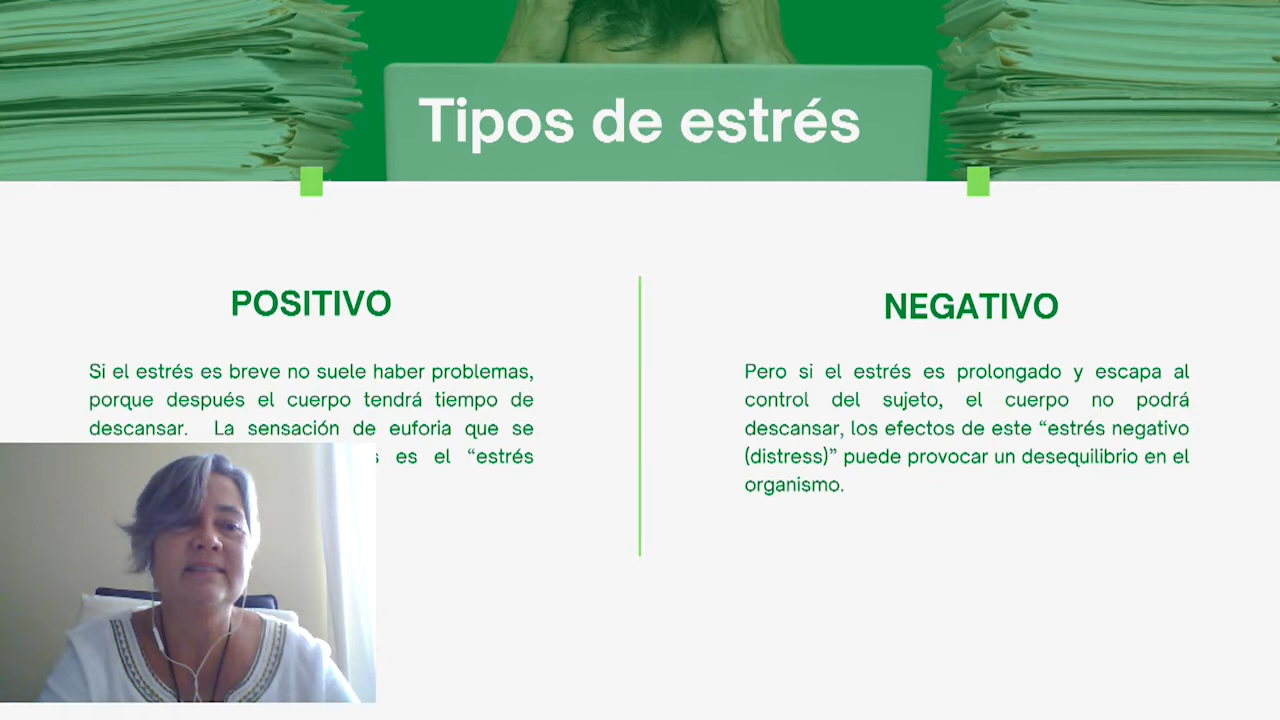 Tipos de estrés
POSITIVO
Si el estrés es breve no suele haber problemas,
porque después el cuerpo tendrá tiempo de
descansar. La sensación de euforia que se
es el “estrés
NEGATIVO
Pero si el estrés es prolongado y escapa al
control del sujeto, el cuerpo no podrá
descansar, los efectos de este “estrés negativo
(distress)” puede provocar un desequilibrio en el
organismo.